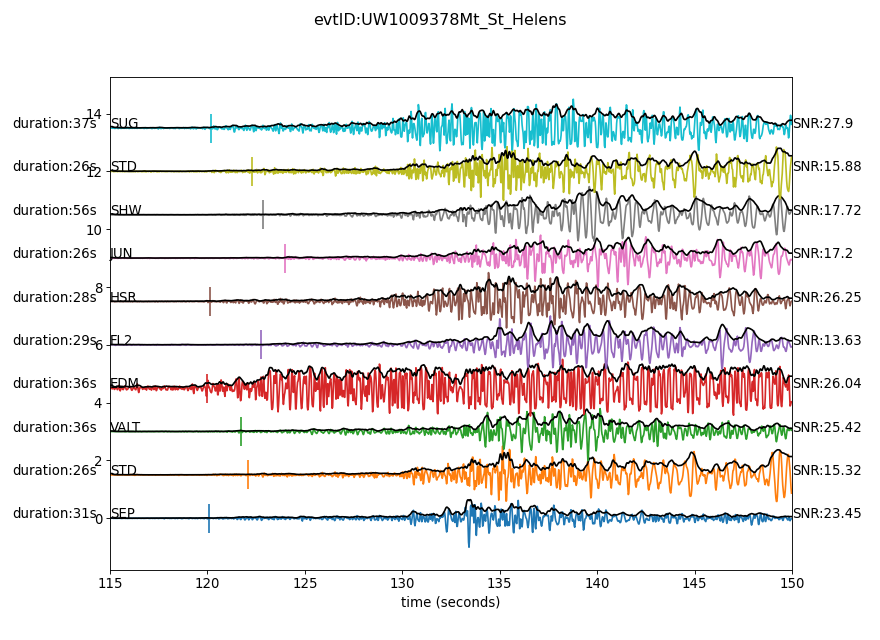 evtID:UW1009378Mt_St_Helens
14
duration:37s SUG SNR:27.9
duration:26s STD SNR:15.88
12
duration:56s SHW SNR:17.72
10
duration:26s JUN SNR:17.2
8
duration:28s HSR SNR:26.25
duration:29s FL2 SNR:13.63
6
duration:36s EDM SNR:26.04
4
duration:36s VALT SNR:25.42
2
duration:26s STD SNR:15.32
duration:31s SEP SNR:23.45
0
115 120 125 130 135 140 145 150
time (seconds)